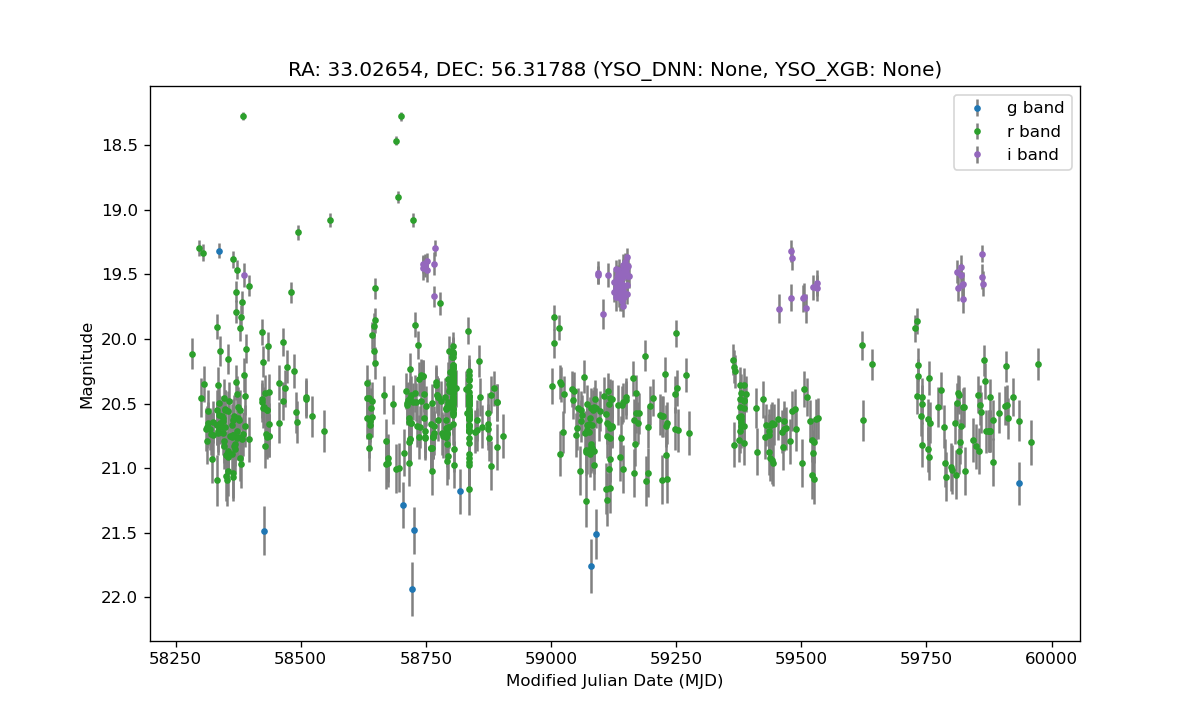 RA: 33.02654, DEC: 56.31788 (YSO_DNN: None, YSO_XGB: None)
g band
r band
i band
18.5
19.0
19.5
20.0
20.5
21.0
21.5
22.0
Magnitude
58250 58500 58750 59000 59250 59500 59750 60000
Modified Julian Date (MJD)